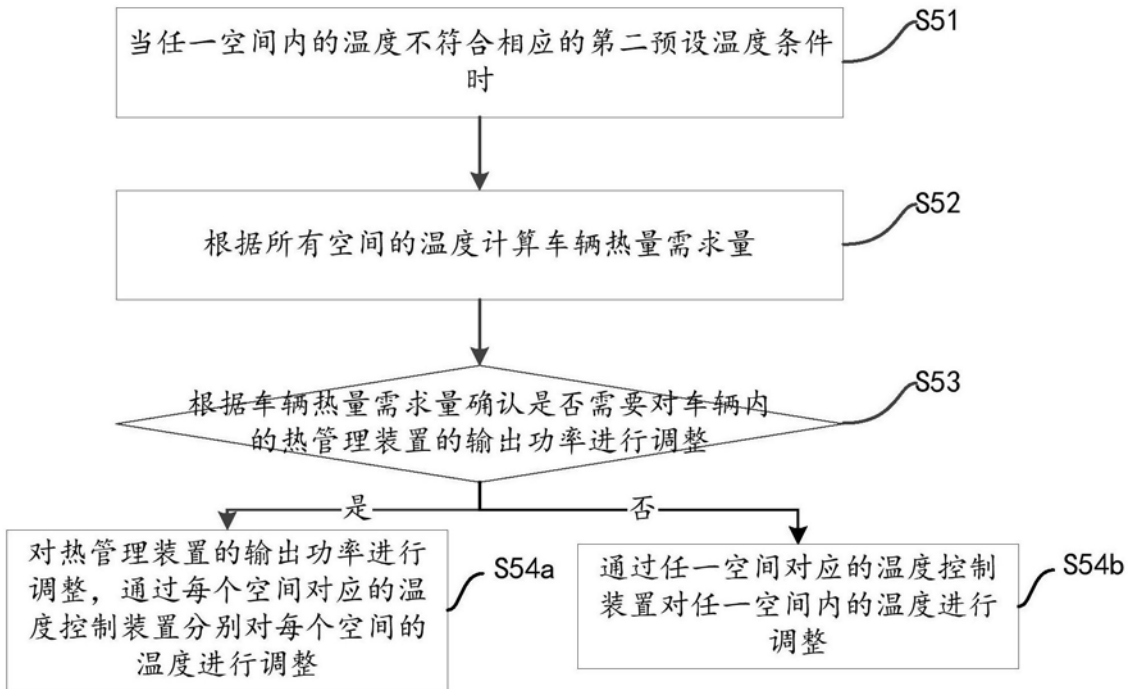 当任一空间内的温度不符合相应的第二预设温度条件
时
S51
根据所有空间的温度计算车辆热量需求量
S52
根据车辆热量需求量确认是否需要对车辆内
的热管理装置的输出功率进行调整
S53
是
否
对热管理装置的输出功率进行
调整，通过每个空间对应的温
度控制装置分别对每个空间的
温度进行调整
S54a
通过任一空间对应的温度控制
装置对任一空间内的温度进行
调整
S54b